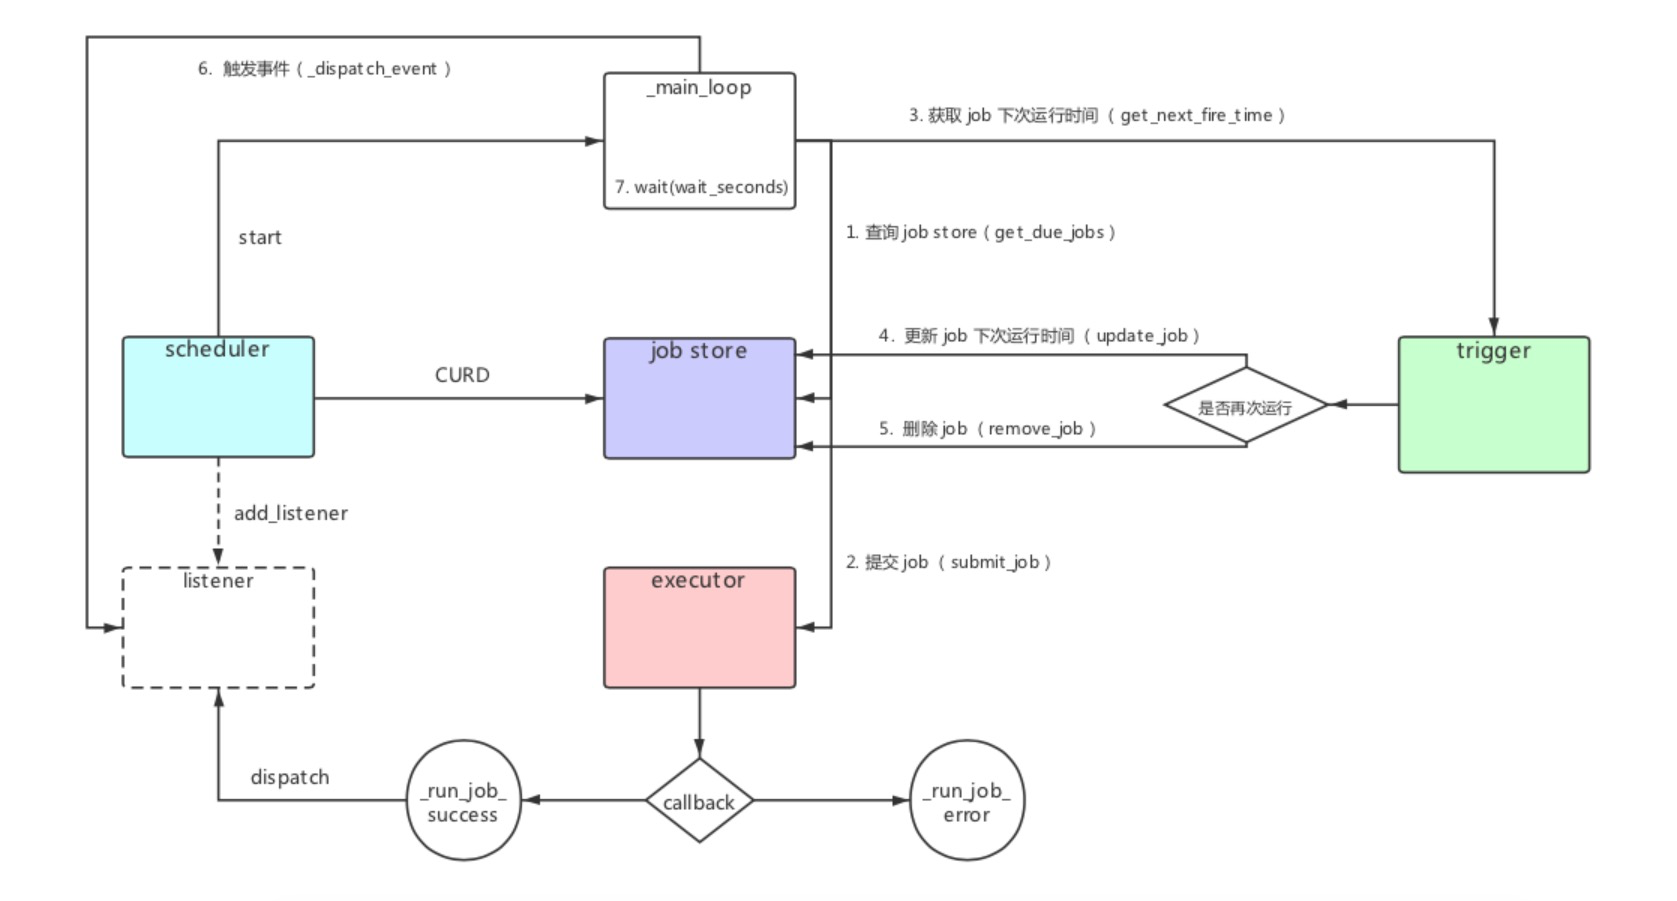 6. 触发事件（_dispatch_event ）
_main_loop
3. 获取 job 下次运行时间（ get_next_fire_time ）
7. wait(wait_seconds)
start
1. 查询 job store（ get_due_jobs ）
scheduler
job store
4. 更新 job 下次运行时间（ update_job ）
trigger
CURD
是否再次运行
5. 删除 job （ remove_job ）
add_listener
2. 提交 job （ submit_job ）
listener
executor
dispatch
_run_job_
success
callback
_run_job_
error